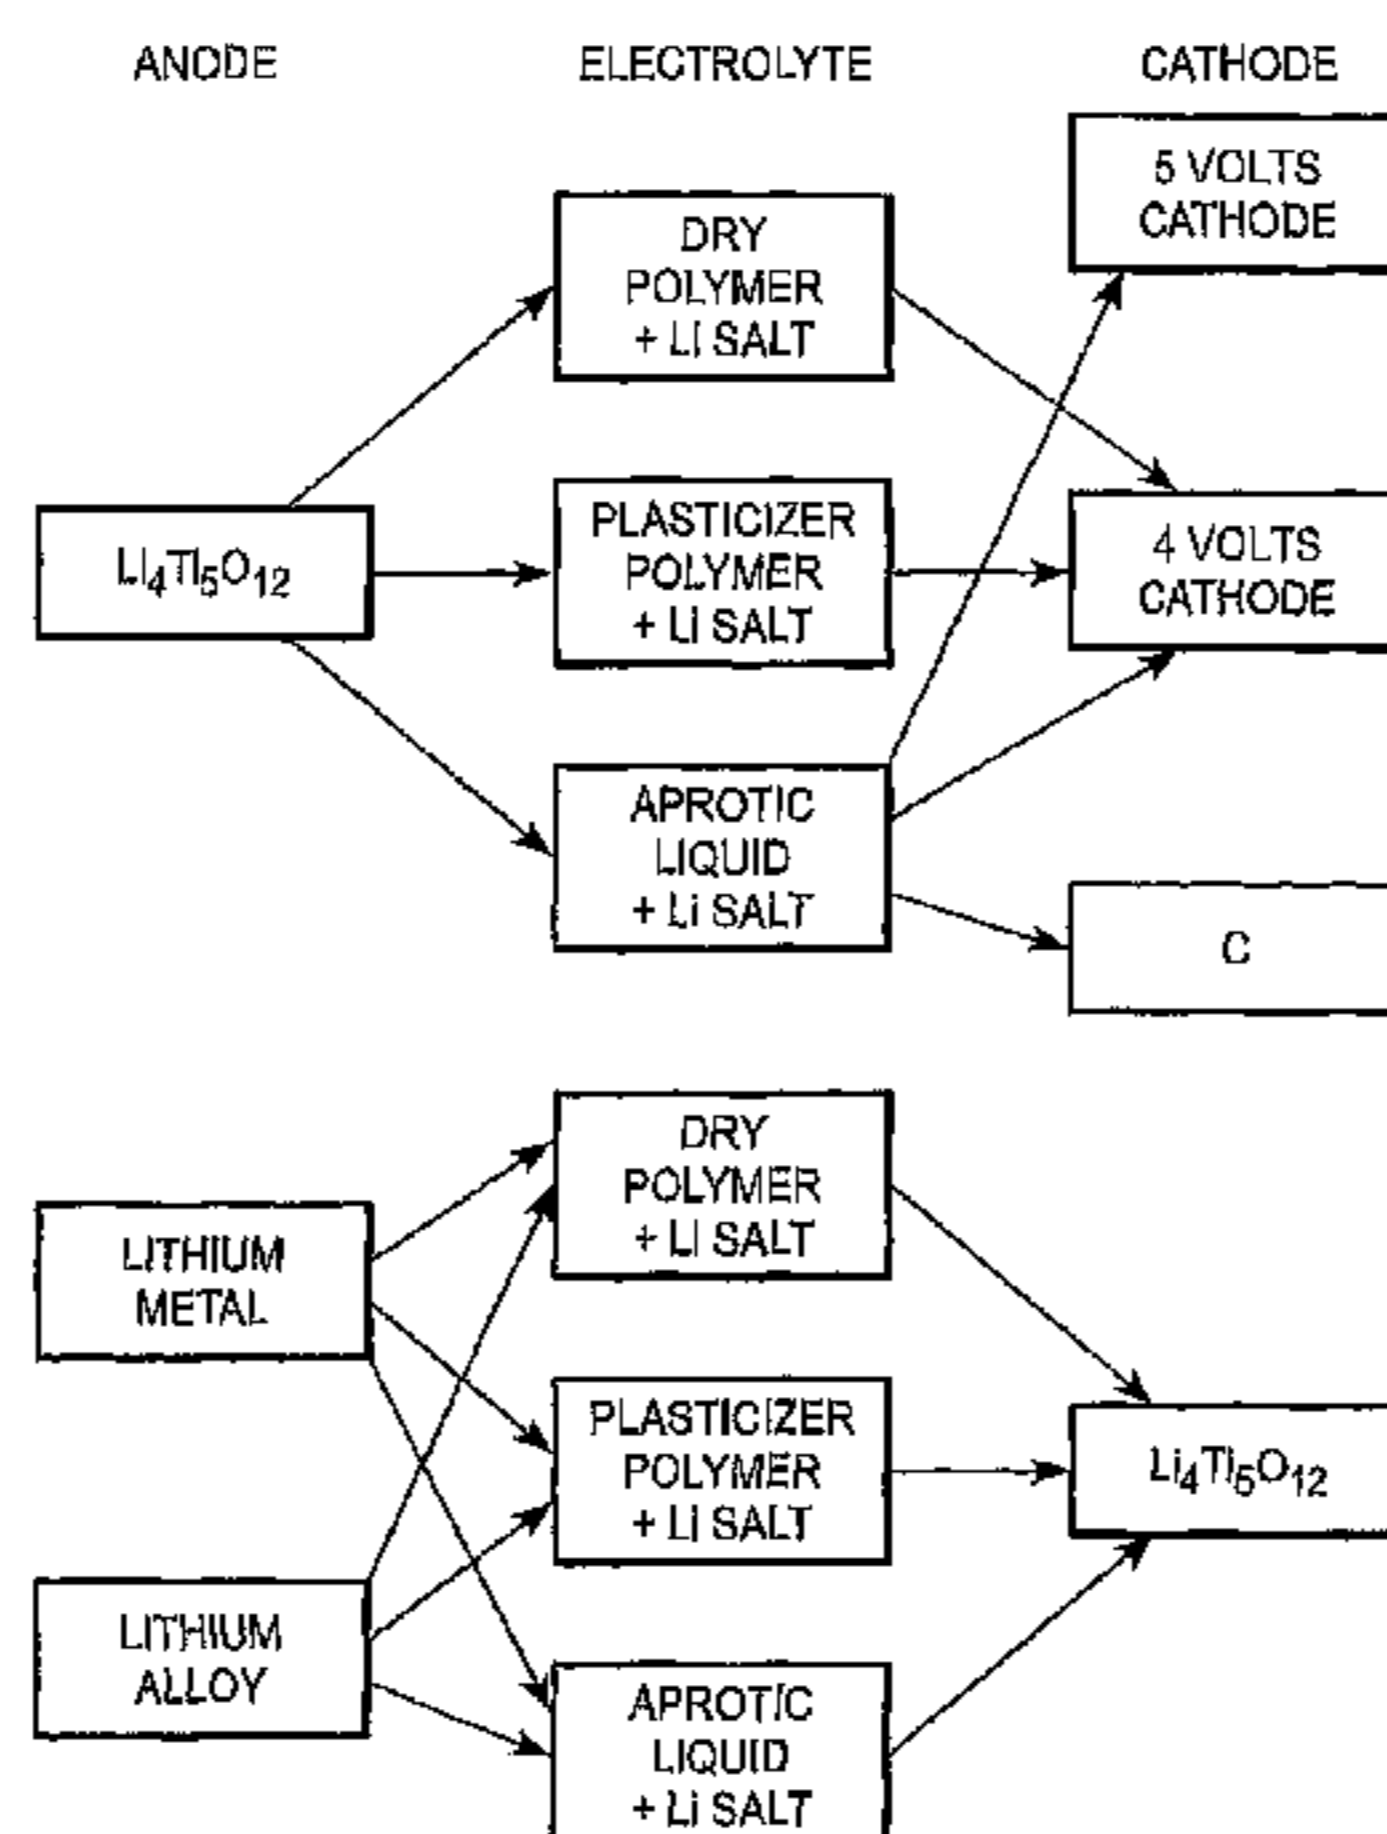 ANODE
ELECTROLYTE
CATHODE
5 VOLTS
CATHODE
DRY
POLYMER
+ LI SALT
LI4TI5O12
PLASTICIZER
POLYMER
+ Li SALT
4 VOLTS
CATHODE
APROTIC
LIQUID
+ Li SALT
C
DRY
POLYMER
+ LI SALT
LITHIUM
METAL
PLASTICIZER
POLYMER
+ LI SALT
Li4TI5O12
LITHIUM
ALLOY
APROTIC
LIQUID
+ Li SALT